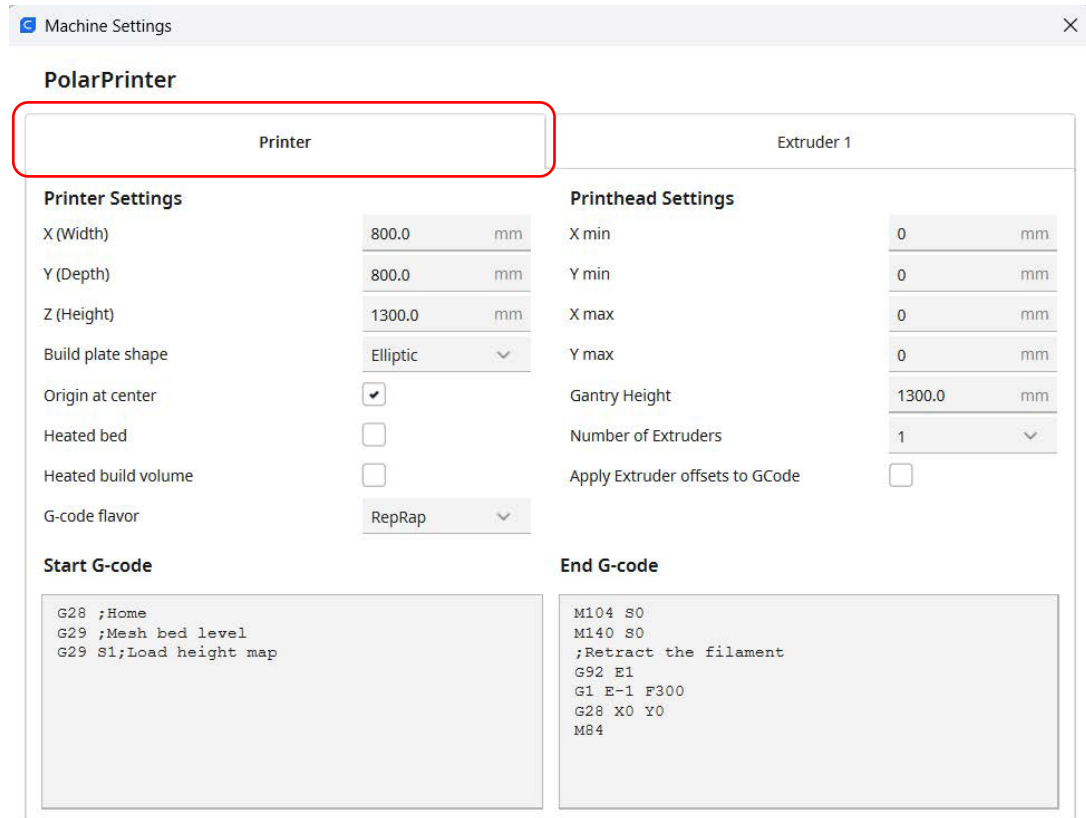 Machine Settings
PolarPrinter
Printer
Extruder 1
Printer Settings
X (Width)
800.0 mm
Y (Depth)
800.0 mm
Z (Height)
1300.0 mm
Build plate shape
Elliptic
Origin at center
Heated bed
Heated build volume
G-code flavor
RepRap
Printhead Settings
X min
0 mm
Y min
0 mm
X max
0 mm
Y max
0 mm
Gantry Height
1300.0 mm
Number of Extruders
1
Apply Extruder offsets to GCode
Start G-code
G28 ;Home
G29 ;Mesh bed level
G29 S1;Load height map
End G-code
M104 S0
M140 S0
;Retract the filament
G92 E1
G1 E-1 F300
G28 X0 Y0
M84